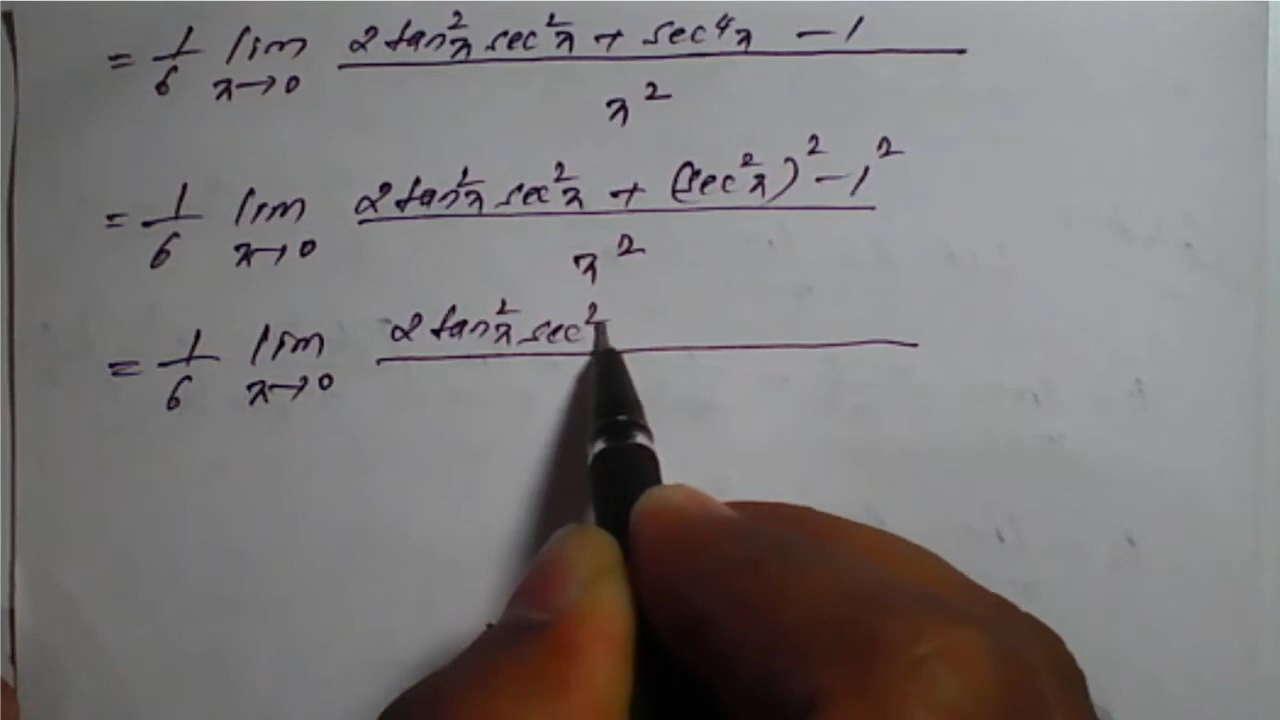 = 1/6 lim x→0 (2 tan²x sec²x + sec⁴x − 1) / x²
= 1/6 lim x→0 (2 tan²x sec²x + (sec²x)² − 1²) / x²
= 1/6 lim x→0 2 tan²x sec²